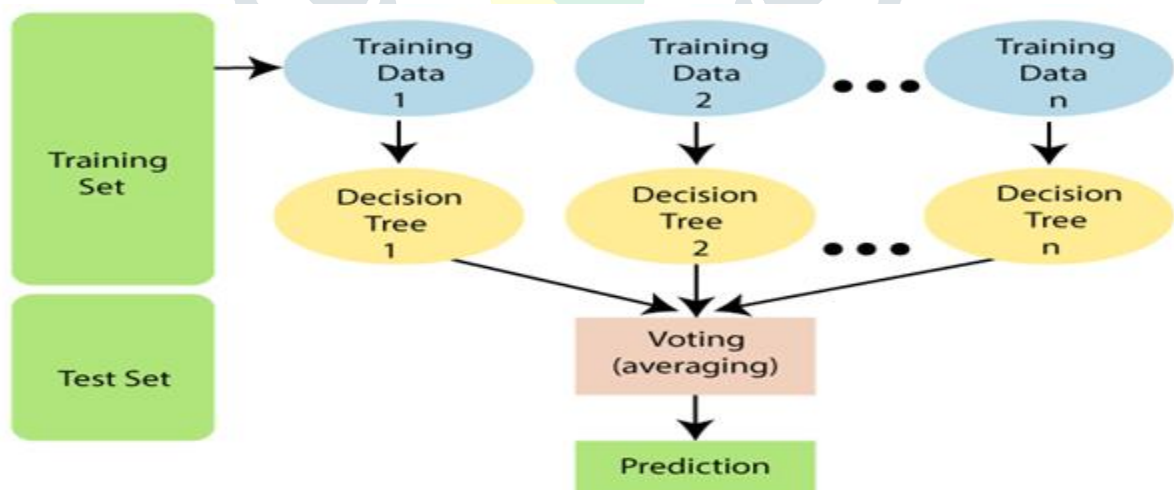 Training
Set
Test Set
Training
Data
1
Training
Data
2
Training
Data
n
Decision
Tree
1
Decision
Tree
2
Decision
Tree
n
Voting
(averaging)
Prediction